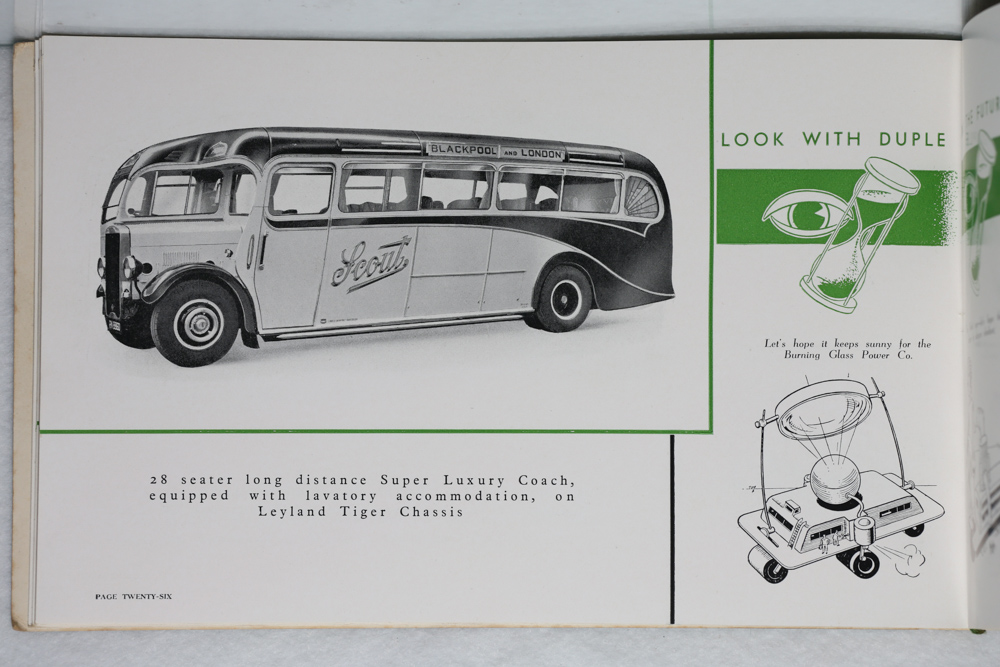 BLACKPOOL AND LONDON
Scout
28 seater long distance Super Luxury Coach,
equipped with lavatory accommodation, on
Leyland Tiger Chassis
PAGE TWENTY-SIX
LOOK WITH DUPLE
Let's hope it keeps sunny for the
Burning Glass Power Co.